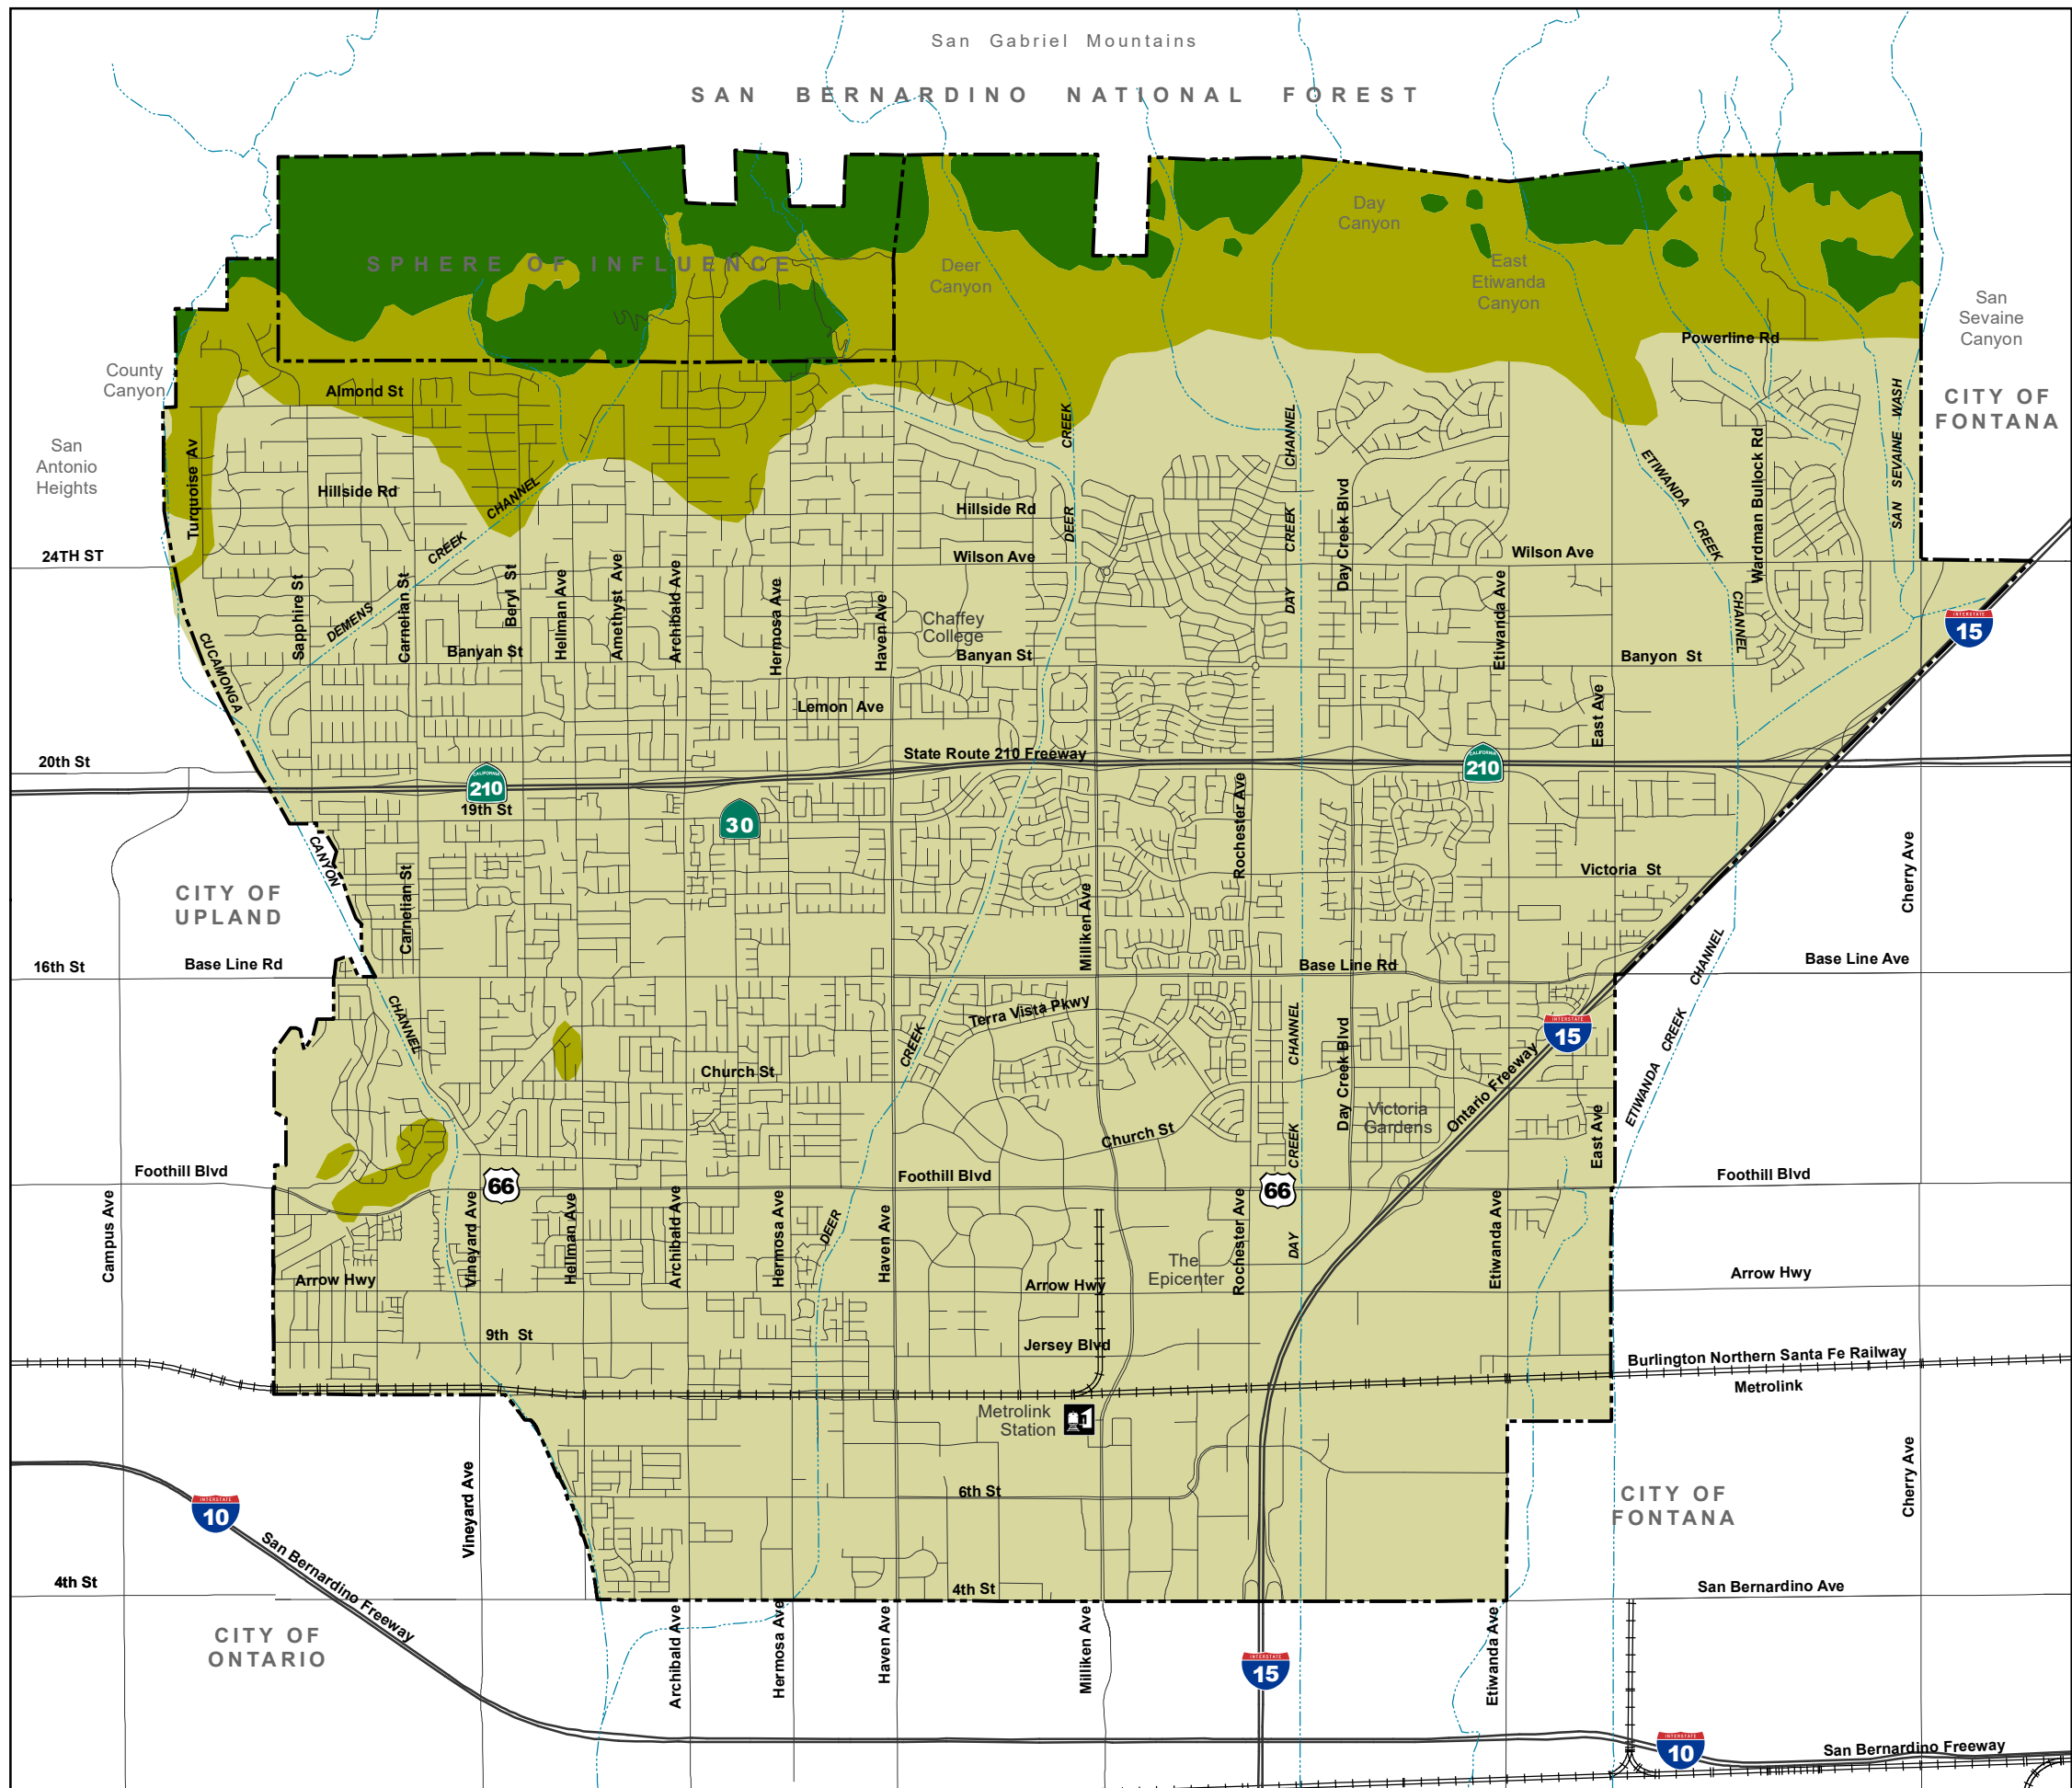 San Gabriel Mountains
SAN BERNARDINO NATIONAL FOREST
SPHERE OF INFLUENCE
Day
Canyon
Deer
Canyon
East
Etiwanda
Canyon
San
Sevaine
Canyon
County
Canyon
Powerline Rd
Almond St
CITY OF
FONTANA
San
Antonio
Heights
Turquoise Av
Hillside Rd
CHANNEL
CREEK
DEMENS
Hillside Rd
DEER
CREEK
DAY
CREEK
CHANNEL
Day Creek Blvd
ETIWANDA
CREEK
CHANNEL
Wardman Bullock Rd
SAN SEVAINE WASH
24TH ST
Wilson Ave
Wilson Ave
Sapphire St
Carnelian St
Beryl St
Hellman Ave
Amethyst Ave
Archibald Ave
Hermosa Ave
Haven Ave
Etiwanda Ave
Chaffey
College
INTERSTATE
15
CUCAMONGA
Banyan St
Banyan St
Banyon St
Lemon Ave
East Ave
20th St
State Route 210 Freeway
CALIFORNIA
210
CALIFORNIA
210
19th St
CALIFORNIA
30
Rochester Ave
CANYON
Victoria St
Cherry Ave
CITY OF
UPLAND
Carnelian St
Milliken Ave
16th St
Base Line Rd
Base Line Rd
Base Line Ave
CHANNEL
CHANNEL
CREEK
ETIWANDA
Terra Vista Pkwy
CREEK
CHANNEL
Day Creek Blvd
INTERSTATE
15
Ontario Freeway
Church St
Victoria
Gardens
Church St
CREEK
East Ave
Foothill Blvd
Foothill Blvd
Foothill Blvd
66
66
Campus Ave
Vineyard Ave
Hellman Ave
Archibald Ave
Hermosa Ave
DEER
Haven Ave
Rochester Ave
DAY
Etiwanda Ave
The
Epicenter
Arrow Hwy
Arrow Hwy
Arrow Hwy
9th St
Jersey Blvd
Burlington Northern Santa Fe Railway
Metrolink
Metrolink
Station
Vineyard Ave
6th St
Cherry Ave
CITY OF
FONTANA
INTERSTATE
10
San Bernardino Freeway
4th St
4th St
San Bernardino Ave
CITY OF
ONTARIO
Archibald Ave
Hermosa Ave
Haven Ave
Milliken Ave
INTERSTATE
15
Etiwanda Ave
INTERSTATE
10
San Bernardino Freeway